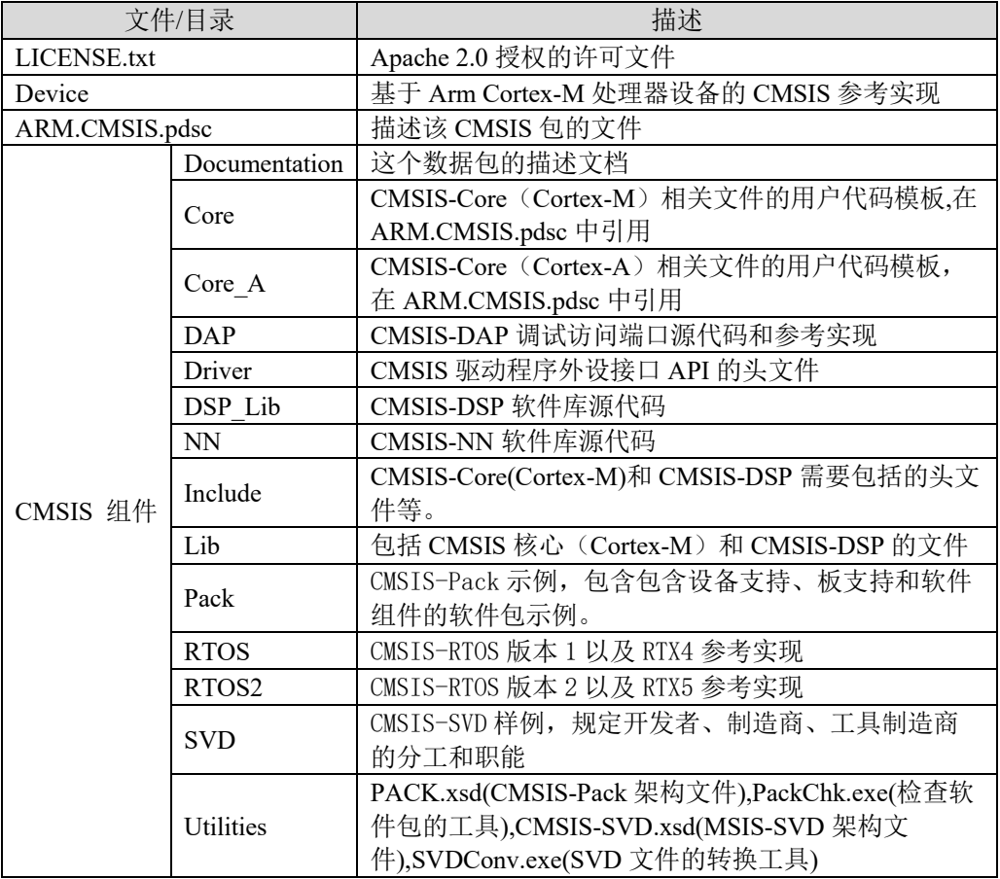 文件/目录 描述
LICENSE.txt Apache 2.0 授权的许可文件
Device 基于 Arm Cortex-M 处理器设备的 CMSIS 参考实现
ARM.CMSIS.pdsc 描述该 CMSIS 包的文件
CMSIS 组件
Documentation 这个数据包的描述文档
Core
CMSIS-Core（Cortex-M）相关文件的用户代码模板,在
ARM.CMSIS.pdsc 中引用
Core_A
CMSIS-Core（Cortex-A）相关文件的用户代码模板，
在 ARM.CMSIS.pdsc 中引用
DAP CMSIS-DAP 调试访问端口源代码和参考实现
Driver CMSIS 驱动程序外设接口 API 的头文件
DSP_Lib CMSIS-DSP 软件库源代码
NN CMSIS-NN 软件库源代码
Include
CMSIS-Core(Cortex-M)和 CMSIS-DSP 需要包括的头文
件等。
Lib 包括 CMSIS 核心（Cortex-M）和 CMSIS-DSP 的文件
Pack
CMSIS-Pack 示例，包含包含设备支持、板支持和软件
组件的软件包示例。
RTOS CMSIS-RTOS 版本 1 以及 RTX4 参考实现
RTOS2 CMSIS-RTOS 版本 2 以及 RTX5 参考实现
SVD
CMSIS-SVD 样例，规定开发者、制造商、工具制造商
的分工和职能
Utilities
PACK.xsd(CMSIS-Pack 架构文件),PackChk.exe(检查软
件包的工具),CMSIS-SVD.xsd(MSIS-SVD 架构文
件),SVDConv.exe(SVD 文件的转换工具)